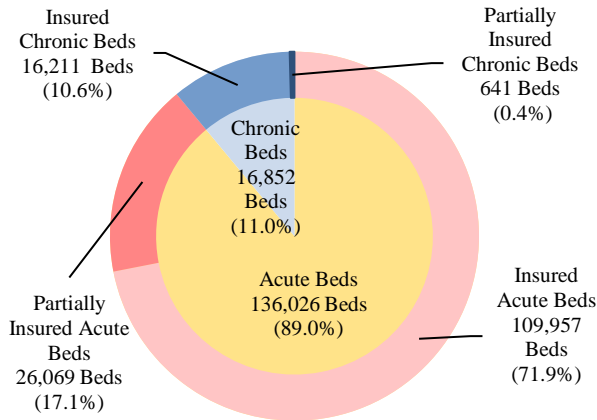 Insured
Chronic Beds
16,211 Beds
(10.6%)
Partially
Insured
Chronic Beds
641 Beds
(0.4%)
Chronic
Beds
16,852
Beds
(11.0%)
Acute Beds
136,026 Beds
(89.0%)
Partially
Insured Acute
Beds
26,069 Beds
(17.1%)
Insured
Acute Beds
109,957
Beds
(71.9%)